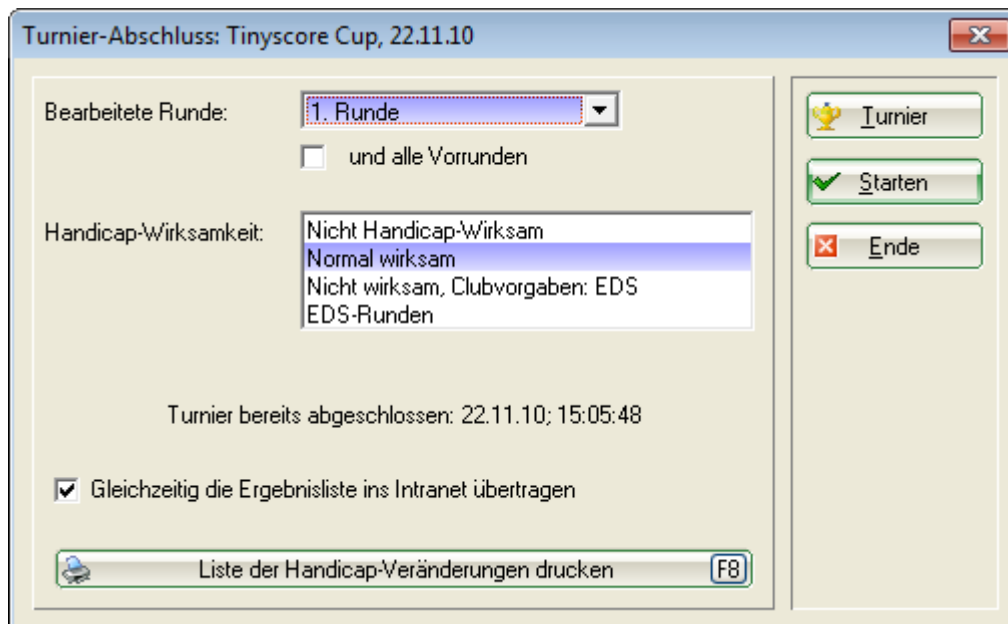 Turnier-Abschluss: Tinyscore Cup, 22.11.10
Bearbeitete Runde:
1. Runde
und alle Vorrunden
Handicap-Wirksamkeit:
Nicht Handicap-Wirksam
Normal wirksam
Nicht wirksam, Clubvorgaben: EDS
EDS-Runden
Turnier bereits abgeschlossen: 22.11.10; 15:05:48
Gleichzeitig die Ergebnisliste ins Intranet übertragen
Liste der Handicap-Veränderungen drucken F8
Turnier
Starten
Ende